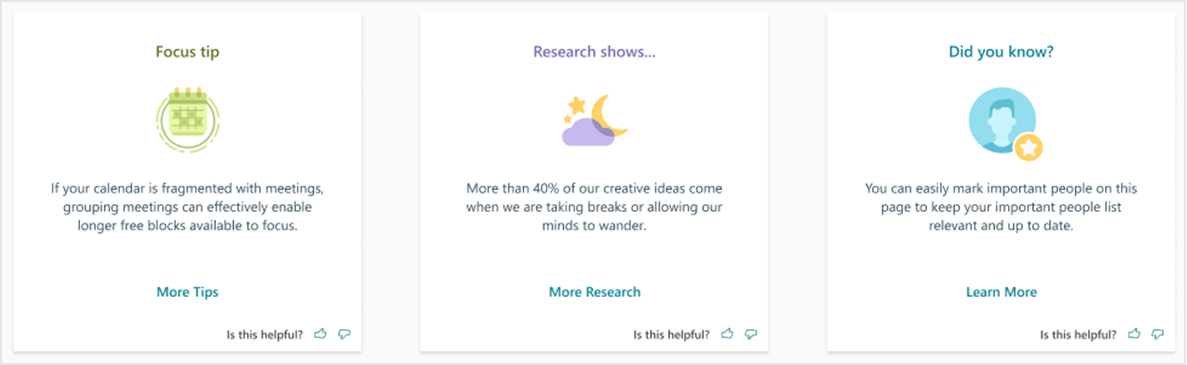 Focus tip
If your calendar is fragmented with meetings,
grouping meetings can effectively enable
longer free blocks available to focus.
More Tips
Is this helpful?
Research shows...
More than 40% of our creative ideas come
when we are taking breaks or allowing our
minds to wander.
More Research
Is this helpful?
Did you know?
You can easily mark important people on this
page to keep your important people list
relevant and up to date.
Learn More
Is this helpful?